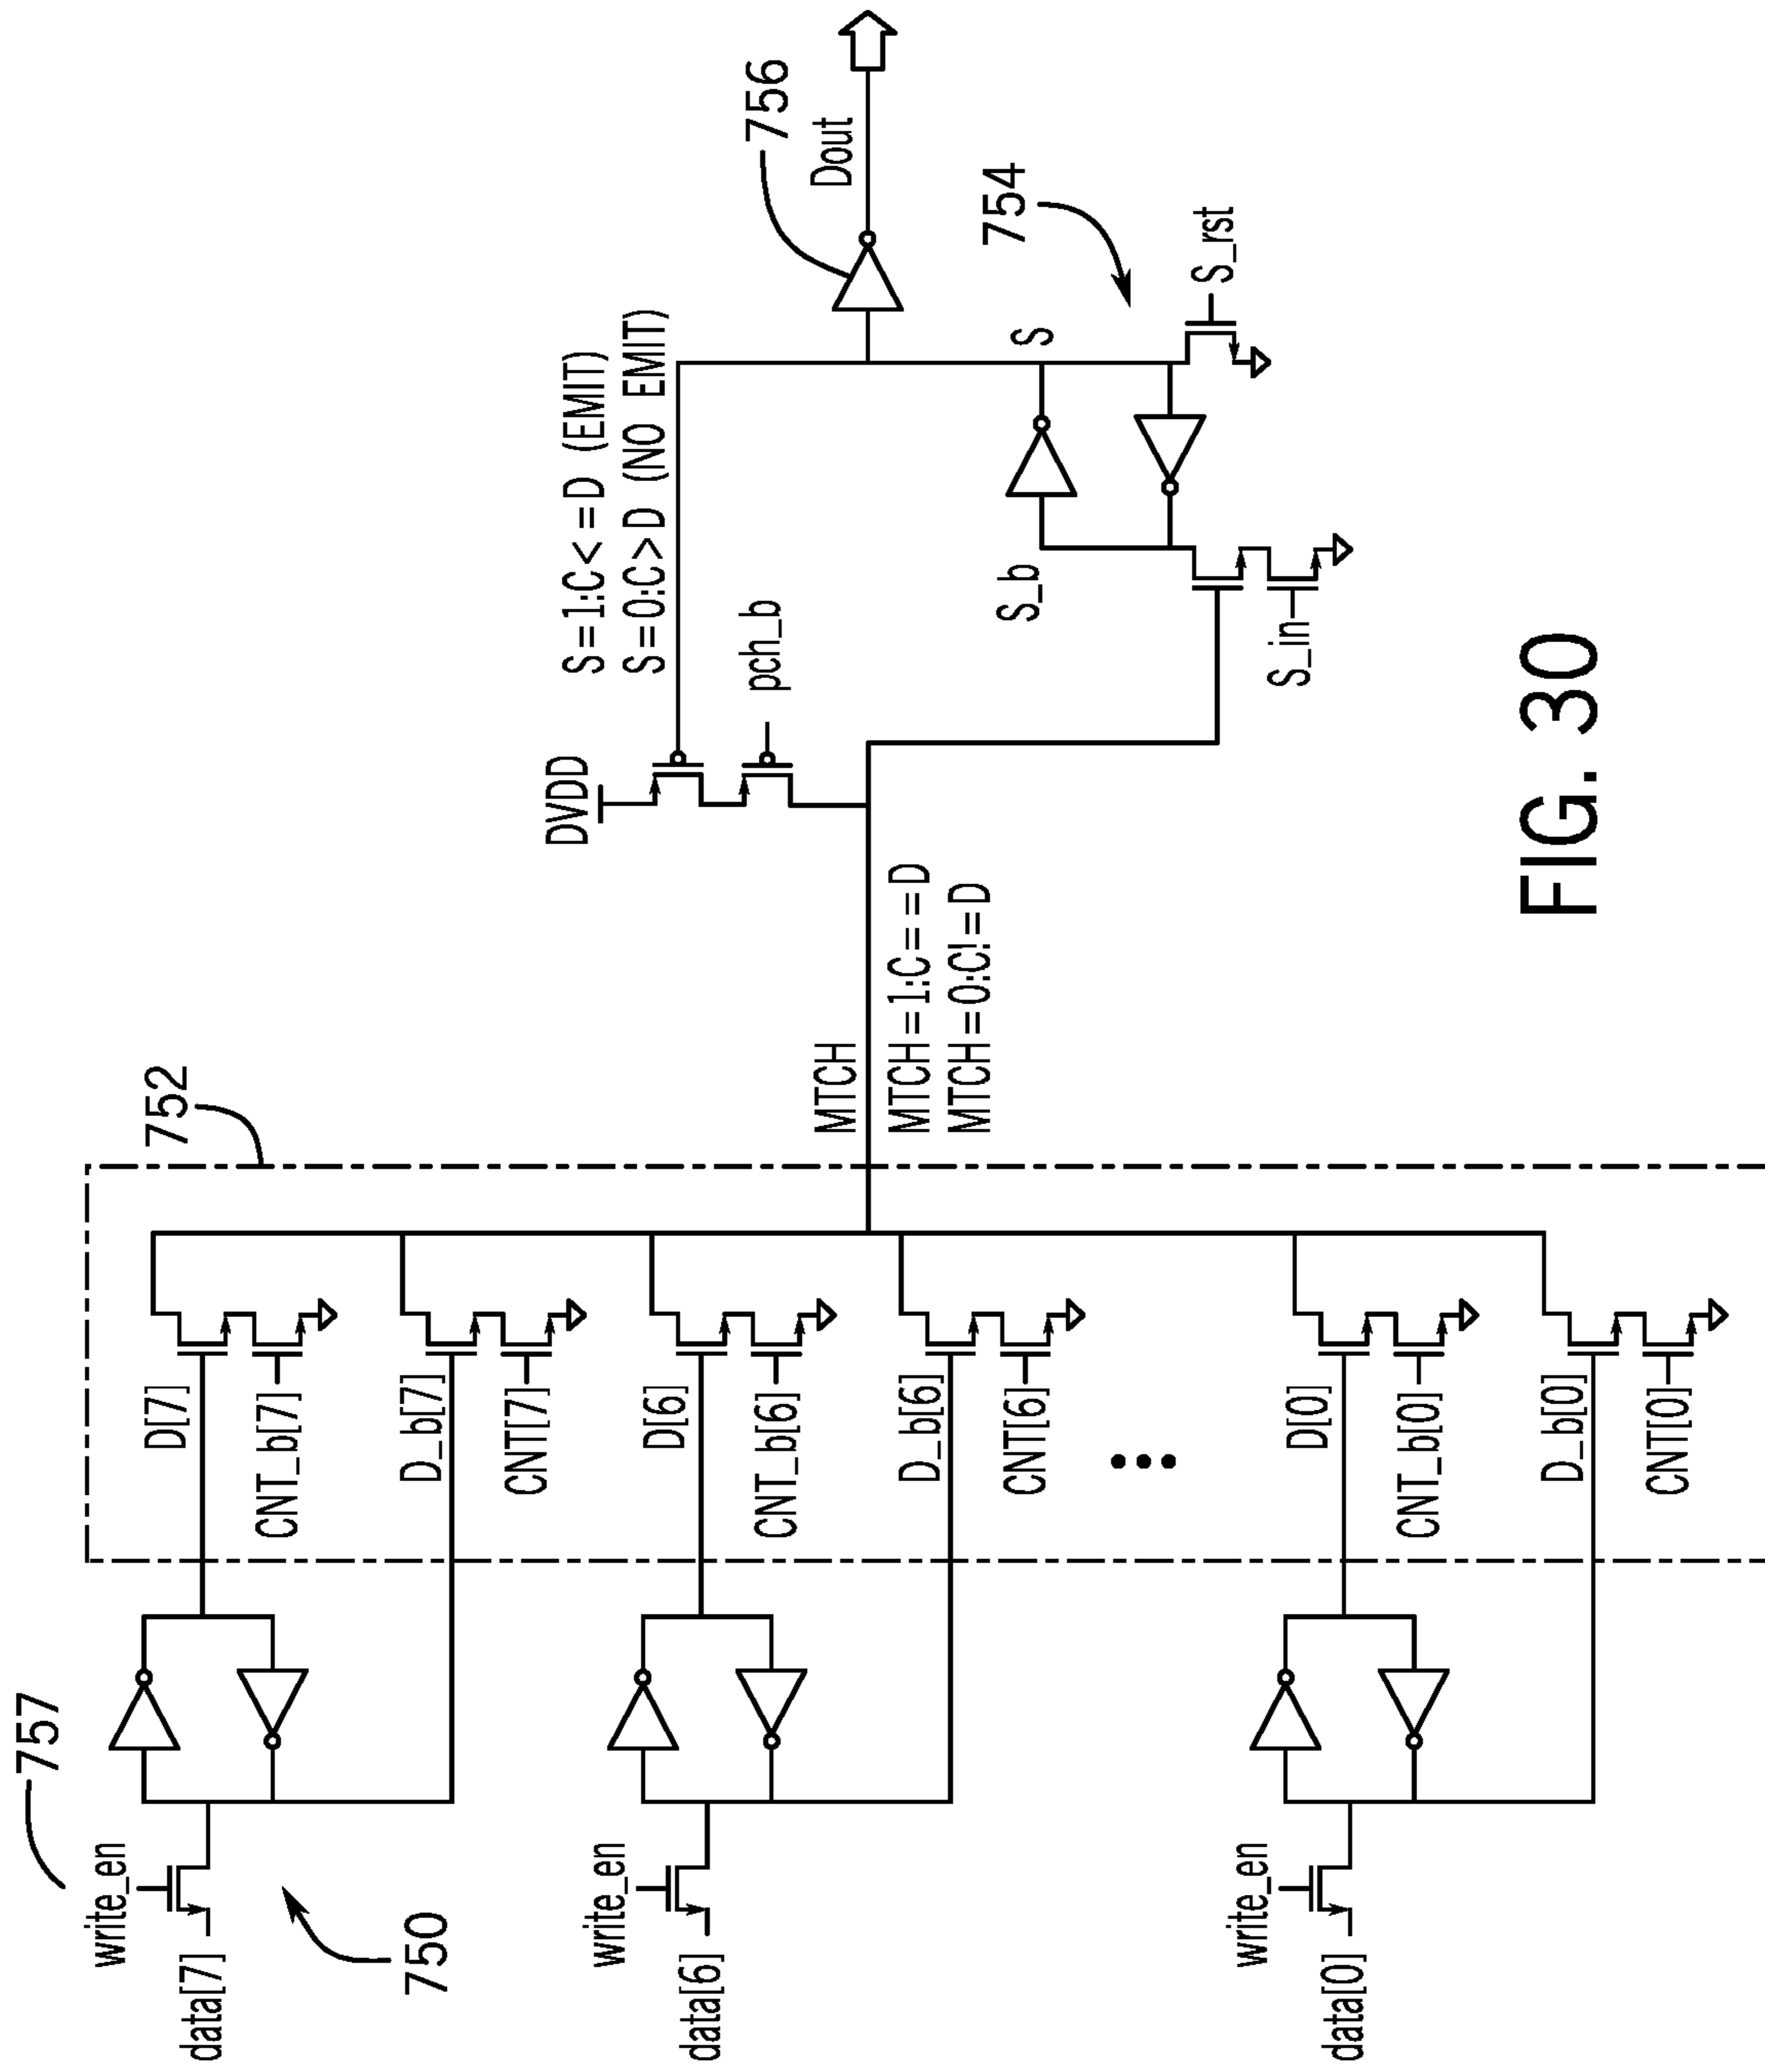 757
write_en
data[7]
750
D[7]
CNT_b[7]
D_b[7]
CNT[7]
752
write_en
data[6]
D[6]
CNT_b[6]
D_b[6]
CNT[6]
write_en
data[0]
D[0]
CNT_b[0]
D_b[0]
CNT[0]
MTCH
MTCH=1:C==D
MTCH=0:C!=D
DVDD
pch_b
S=1:C<=D (EMIT)
S=0:C>D (NO EMIT)
756
Dout
754
S
S_b
S_in
S_rst
FIG. 30